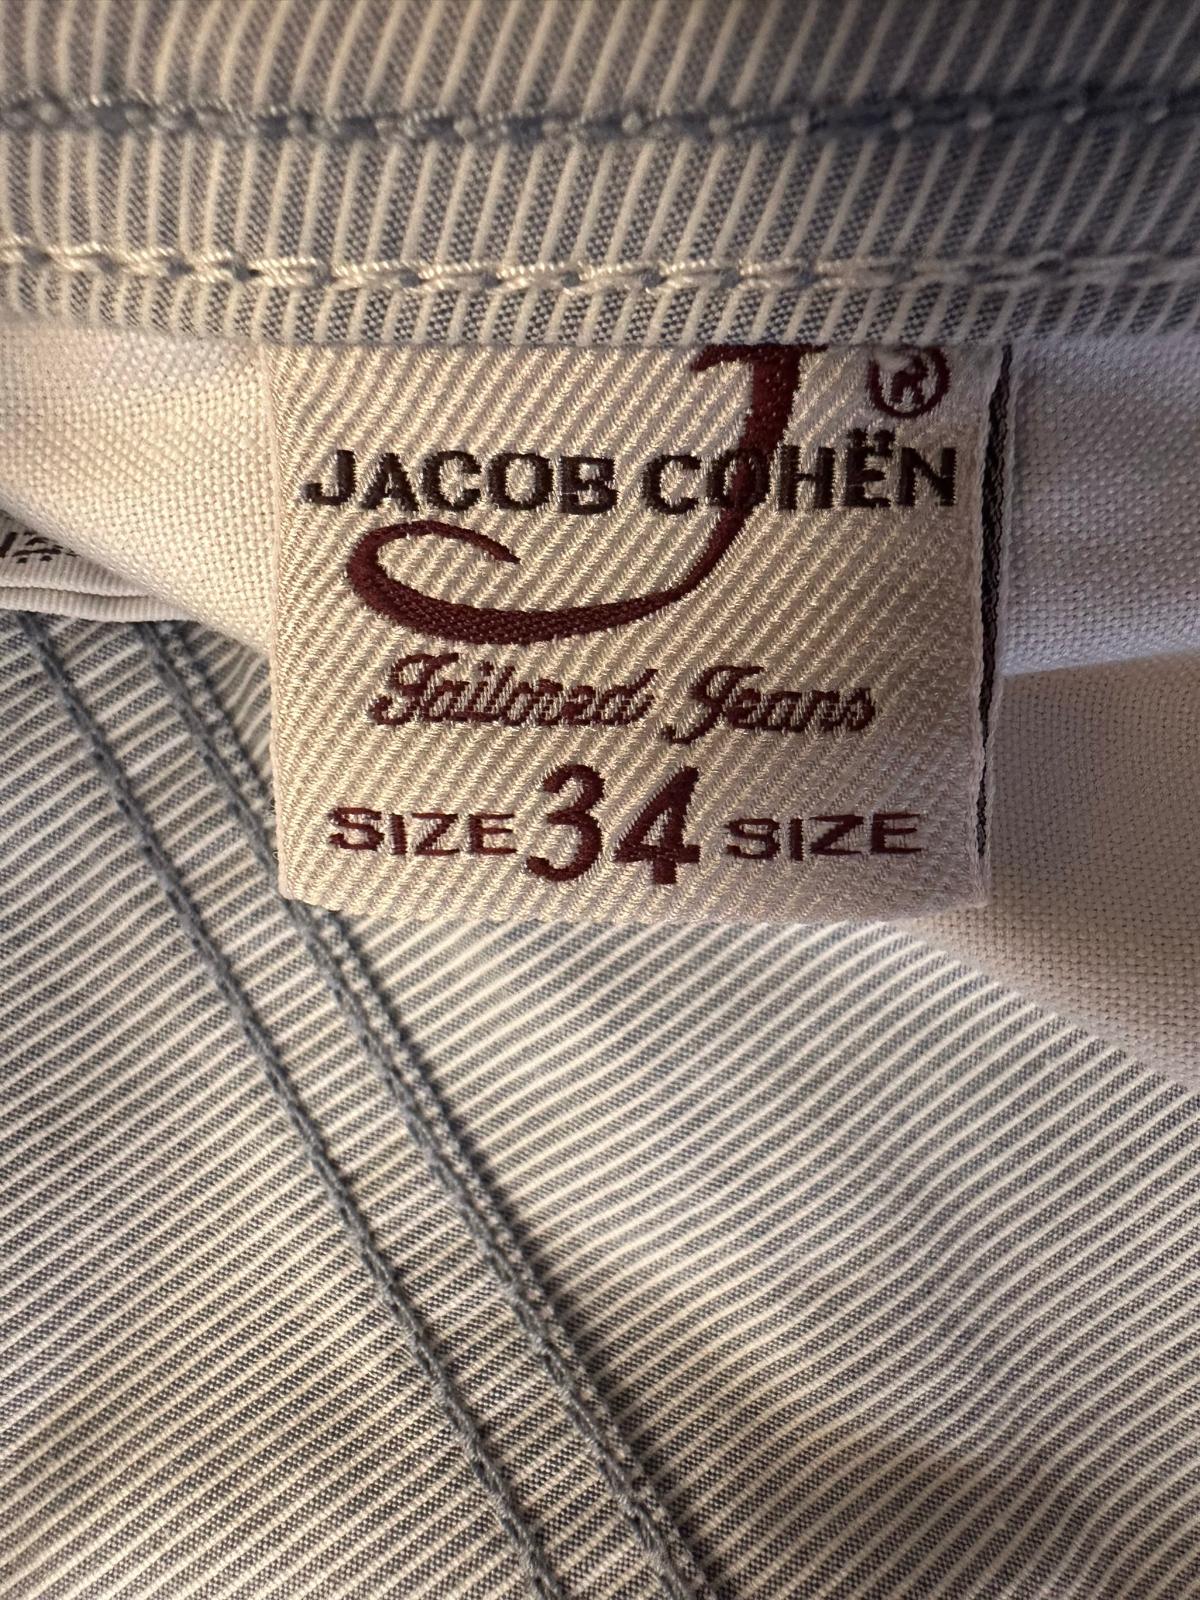 J ®
JACOB COHËN
Tailored Jeans
SIZE 34 SIZE